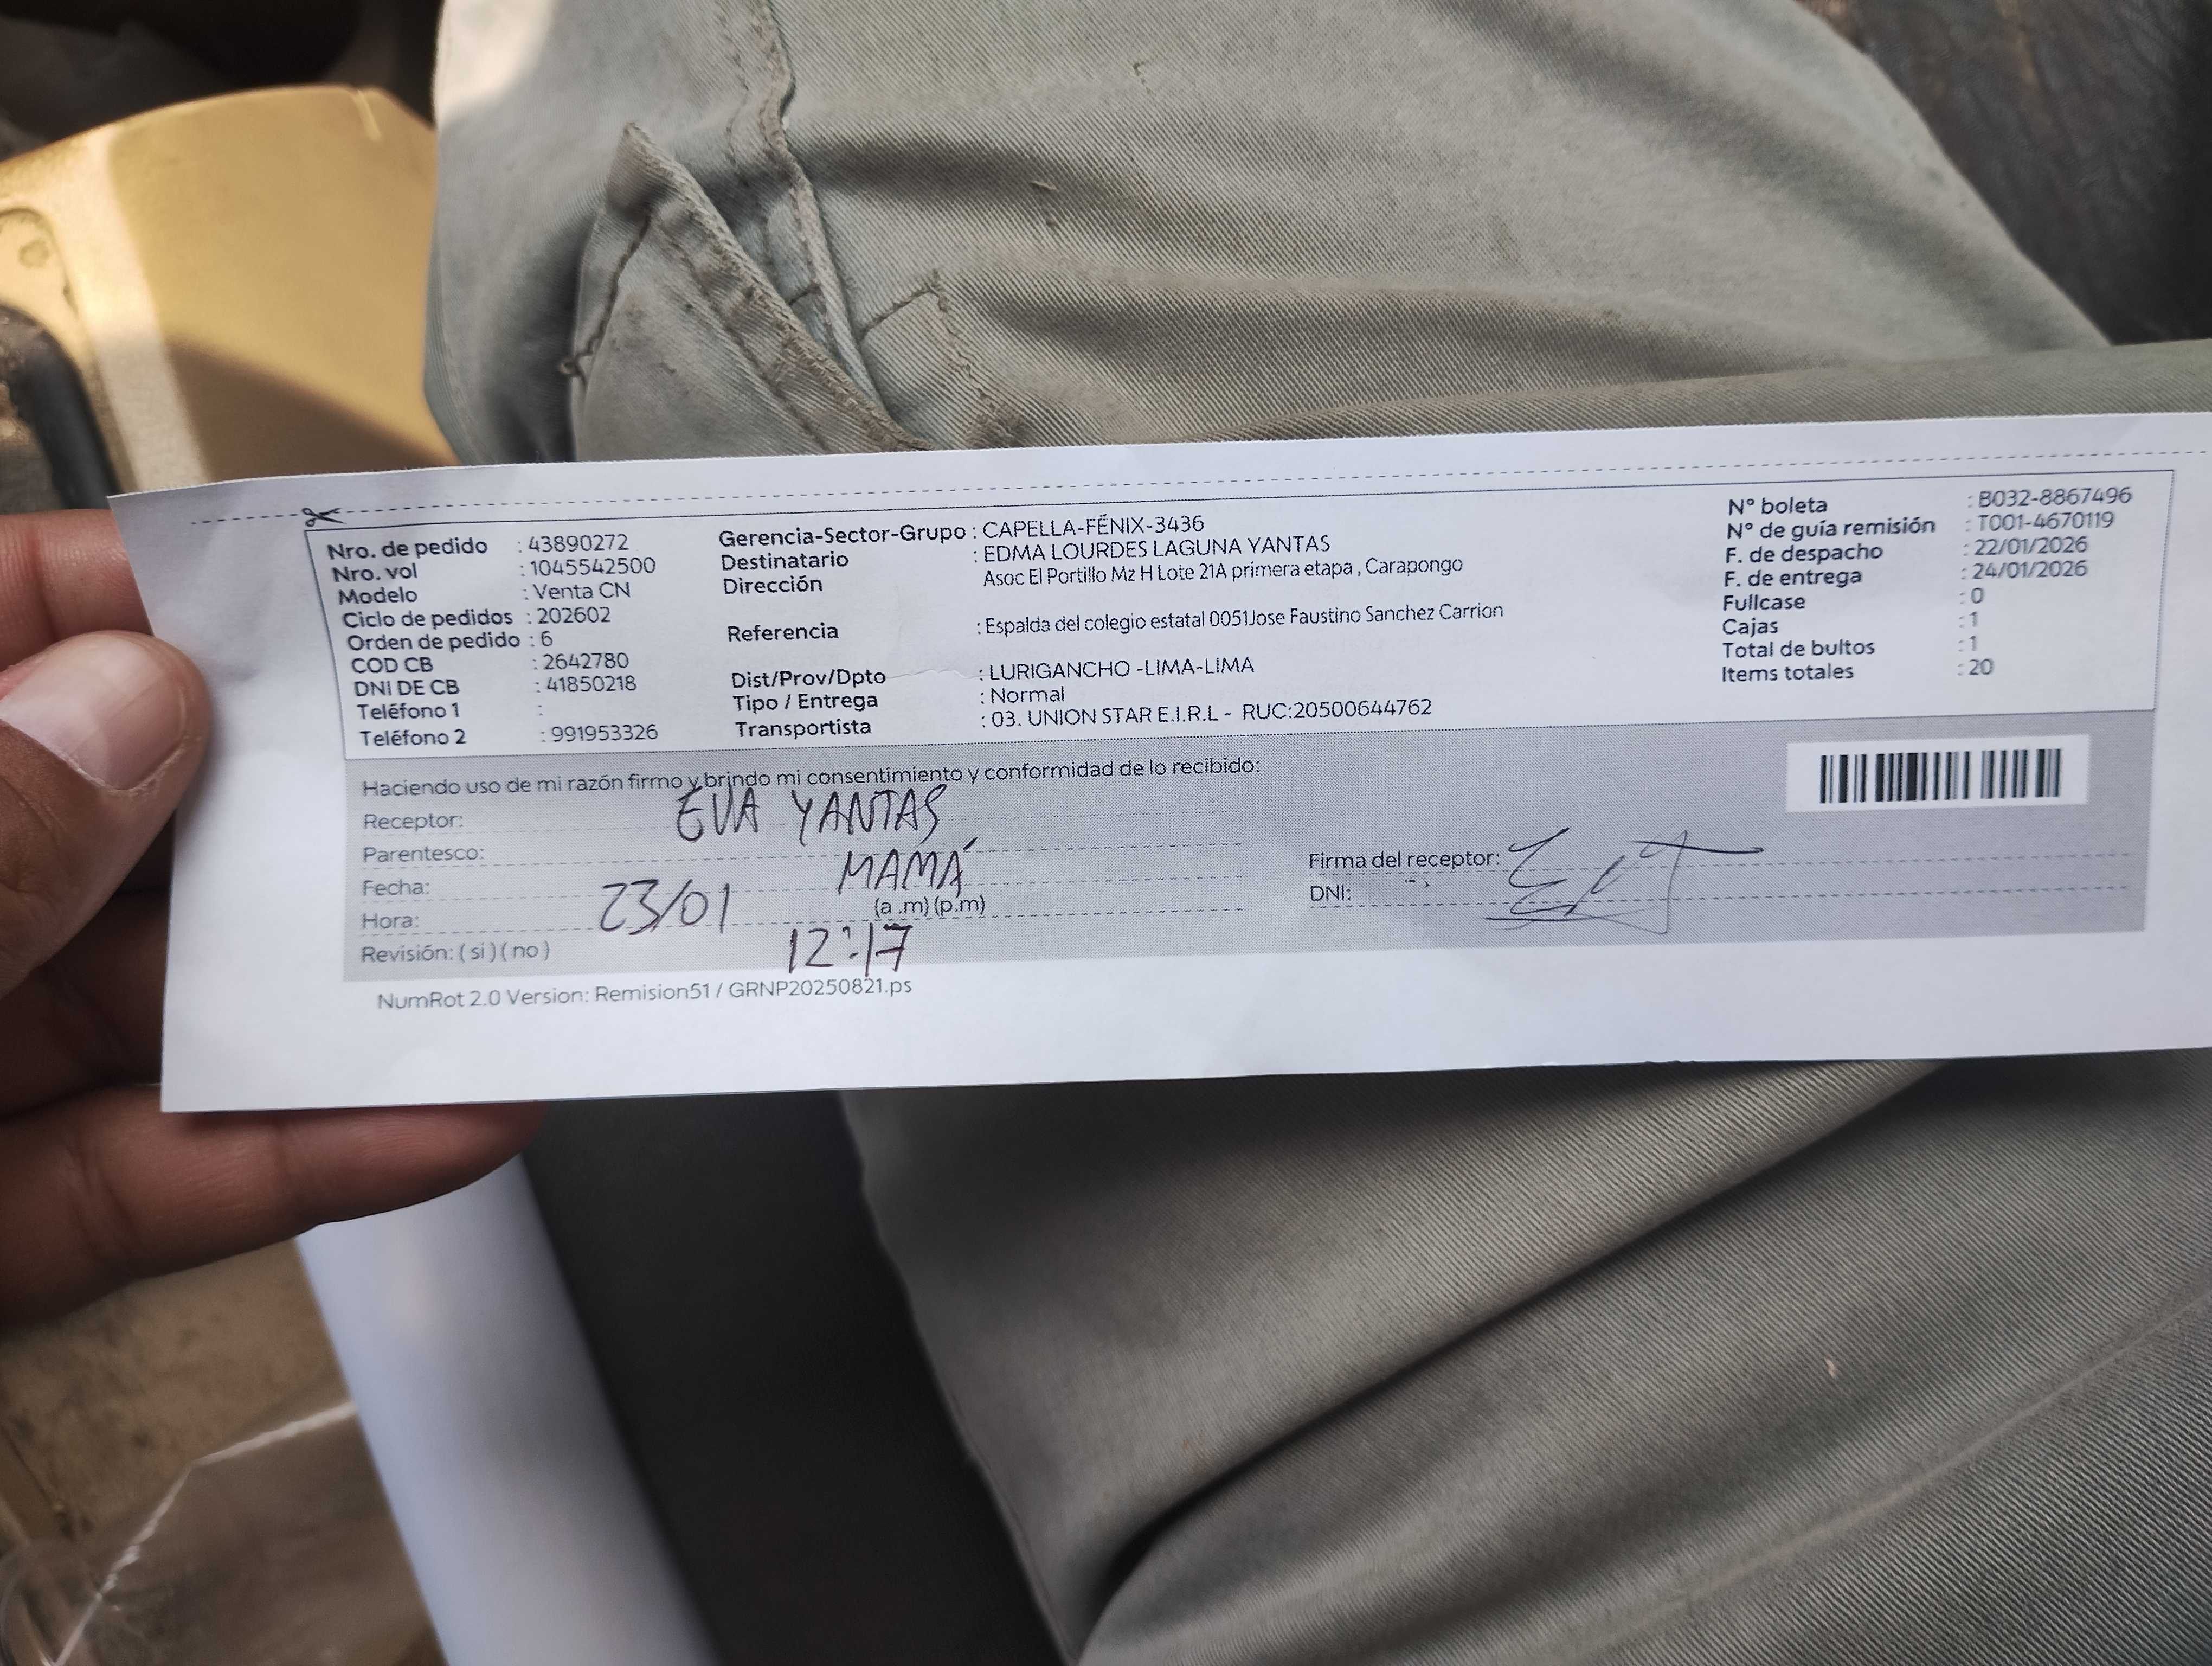 Nro. de pedido : 43890272
Nro. vol : 1045542500
Modelo : Venta CN
Ciclo de pedidos : 202602
Orden de pedido : 6
COD CB : 2642780
DNI DE CB : 41850218
Teléfono 1 :
Teléfono 2 : 991953326
Gerencia-Sector-Grupo : CAPELLA-FÉNIX-3436
Destinatario : EDMA LOURDES LAGUNA YANTAS
Dirección Asoc El Portillo Mz H Lote 21A primera etapa , Carapongo
Referencia : Espalda del colegio estatal 0051Jose Faustino Sanchez Carrion
Dist/Prov/Dpto : LURIGANCHO -LIMA-LIMA
Tipo / Entrega : Normal
Transportista : 03. UNION STAR E.I.R.L - RUC:20500644762
N° boleta : B032-8867496
N° de guía remisión : T001-4670119
F. de despacho : 22/01/2026
F. de entrega : 24/01/2026
Fullcase : 0
Cajas : 1
Total de bultos : 1
Items totales : 20
Haciendo uso de mi razón firmo y brindo mi consentimiento y conformidad de lo recibido:
Receptor: EVA YANTAS
Parentesco: MAMÁ
Fecha: 23/01
Hora: (a .m) (p.m)
12:17
Revisión: ( si ) ( no )
Firma del receptor:
DNI:
NumRot 2.0 Version: Remision51 / GRNP20250821.ps